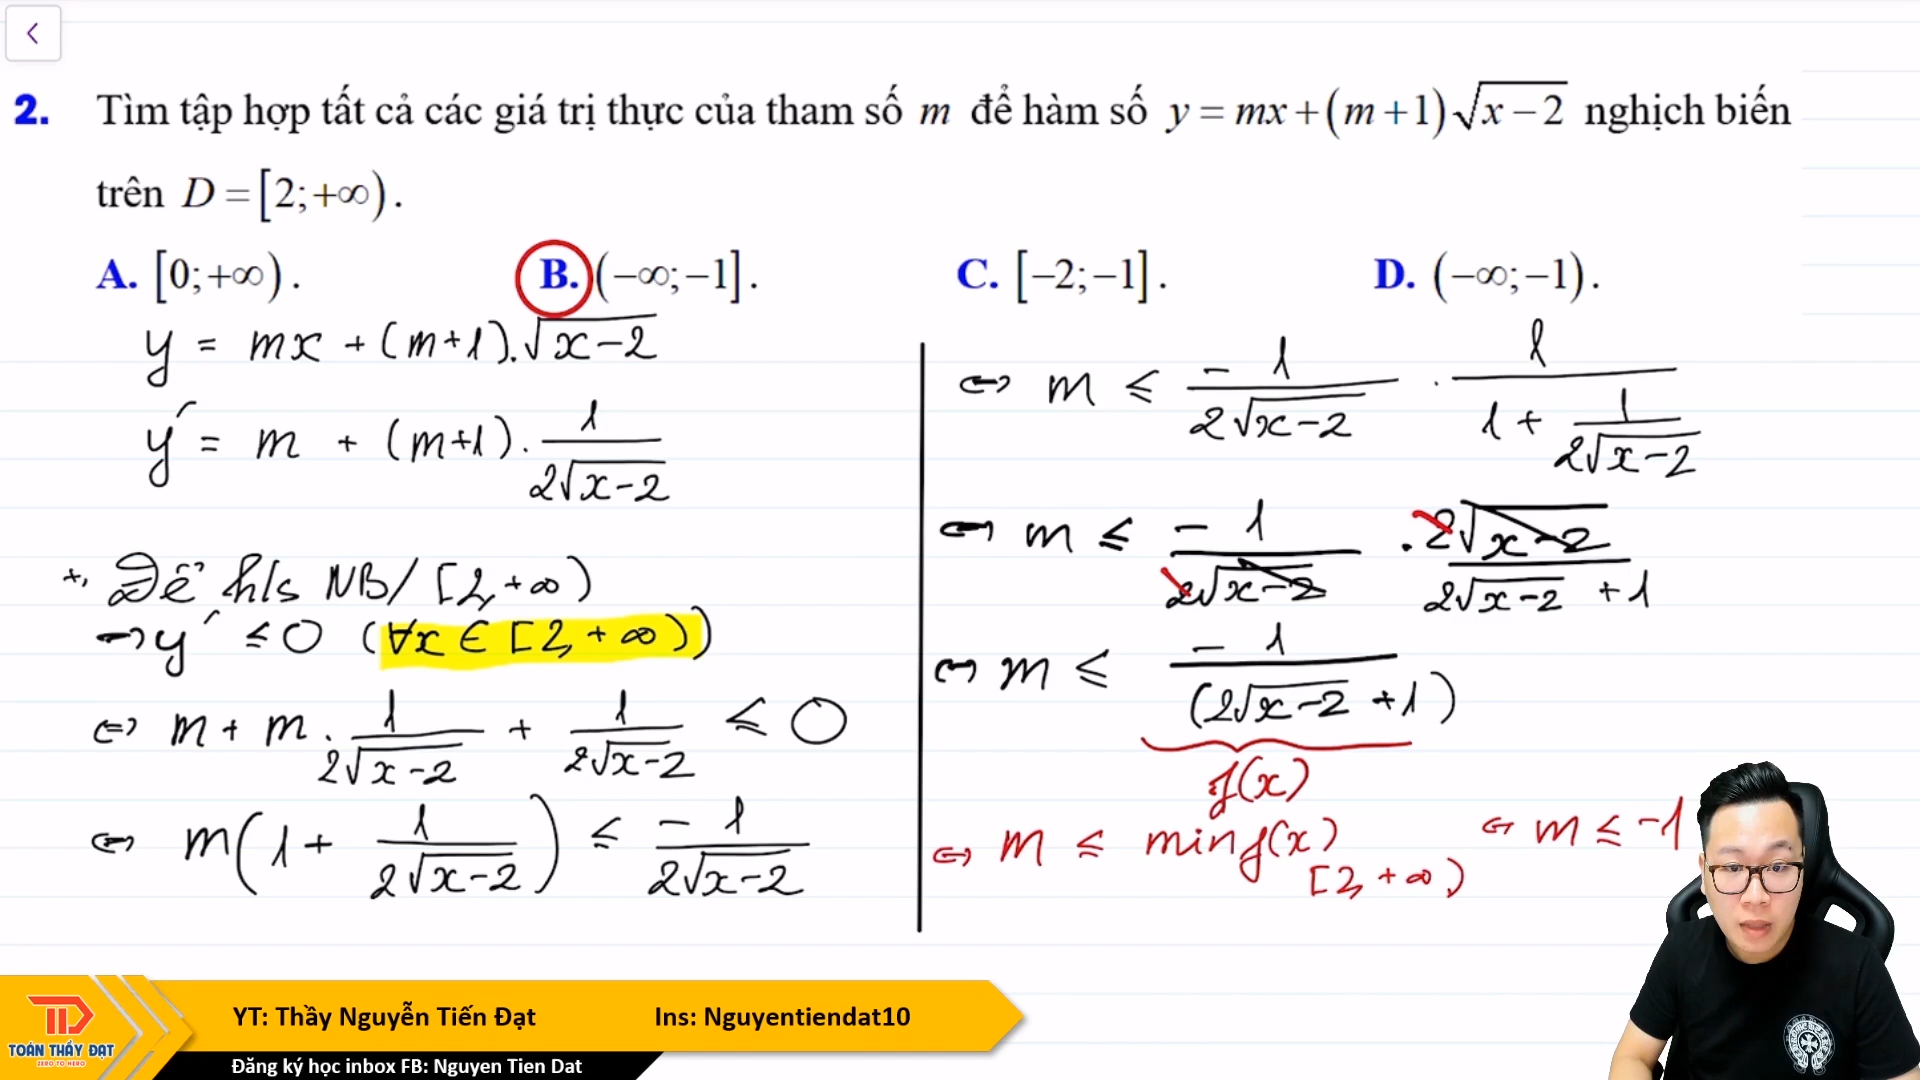 2. Tìm tập hợp tất cả các giá trị thực của tham số m để hàm số y = mx + (m+1)√(x−2) nghịch biến
trên D = [2;+∞).
A. [0;+∞). B. (−∞;−1]. C. [−2;−1]. D. (−∞;−1).
y = mx + (m+1).√(x−2)
y' = m + (m+1). 1/(2√(x−2))
+, Để h/s NB/ [2,+∞)
→ y' ≤ 0 (∀x ∈ [2,+∞))
⇔ m + m. 1/(2√(x−2)) + 1/(2√(x−2)) ≤ 0
⇔ m(1 + 1/(2√(x−2))) ≤ −1/(2√(x−2))
⇔ m ≤ −1/(2√(x−2)) . 1/(1 + 1/(2√(x−2)))
⇔ m ≤ −1/(2√(x−2)) . 2√(x−2)/(2√(x−2) + 1)
⇔ m ≤ −1/(2√(x−2) + 1)
f(x)
⇔ m ≤ min f(x) ⇔ m ≤ −1
[2,+∞)
YT: Thầy Nguyễn Tiến Đạt Ins: Nguyentiendat10
TD
TOÁN THẦY ĐẠT
ZERO TO HERO
Đăng ký học inbox FB: Nguyen Tien Dat